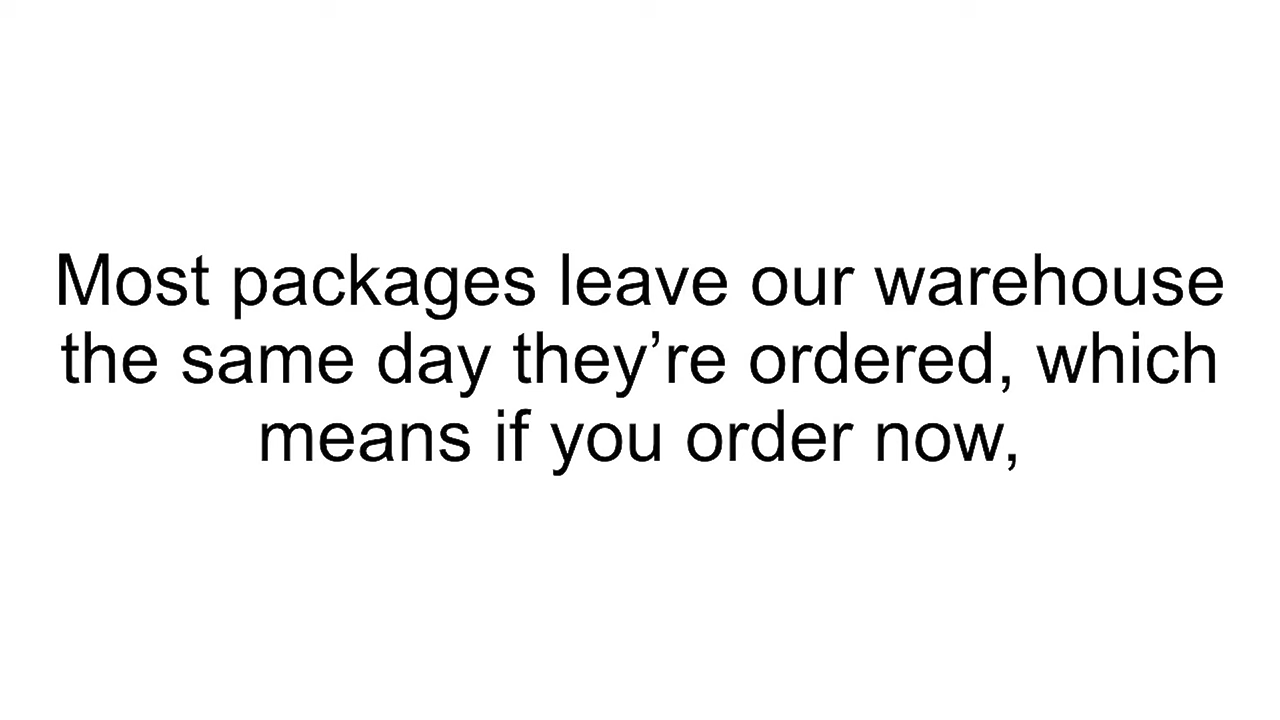 Most packages leave our warehouse
the same day they’re ordered, which
means if you order now,